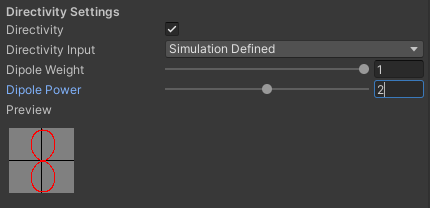 Directivity Settings
Directivity
Directivity Input Simulation Defined
Dipole Weight 1
Dipole Power 2
Preview